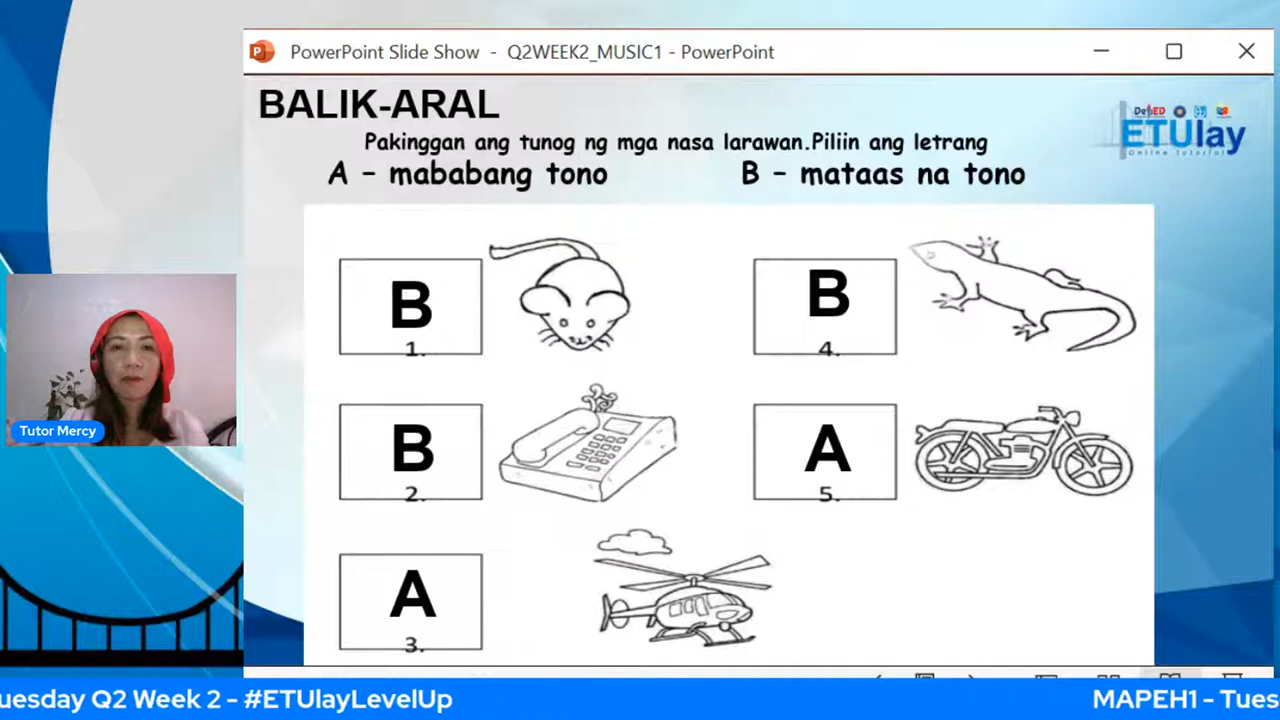 PowerPoint Slide Show - Q2WEEK2_MUSIC1 - PowerPoint
BALIK-ARAL
Pakinggan ang tunog ng mga nasa larawan.Piliin ang letrang
A - mababang tono
B - mataas na tono
DepED
ETUlay
Online Tutorial
B
1.
B
4.
B
2.
A
5.
A
3.
Tutor Mercy
uesday Q2 Week 2 - #ETUlayLevelUp
MAPEH1 - Tues